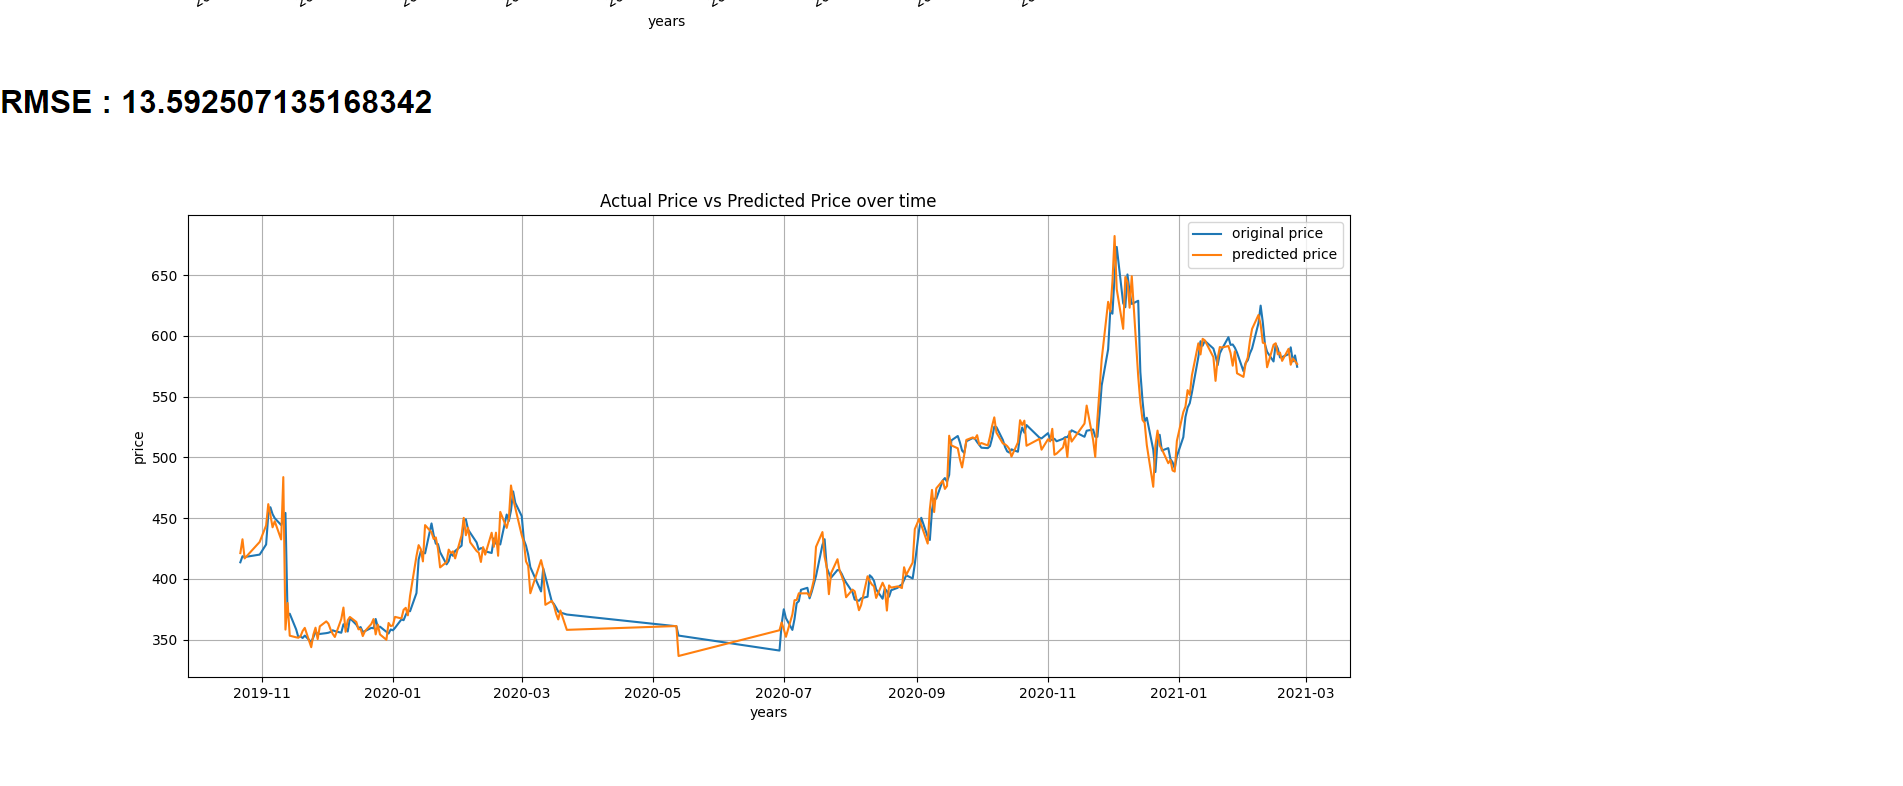 years
RMSE : 13.592507135168342
Actual Price vs Predicted Price over time
original price
predicted price
650
600
550
500
450
400
350
price
2019-11 2020-01 2020-03 2020-05 2020-07 2020-09 2020-11 2021-01 2021-03
years